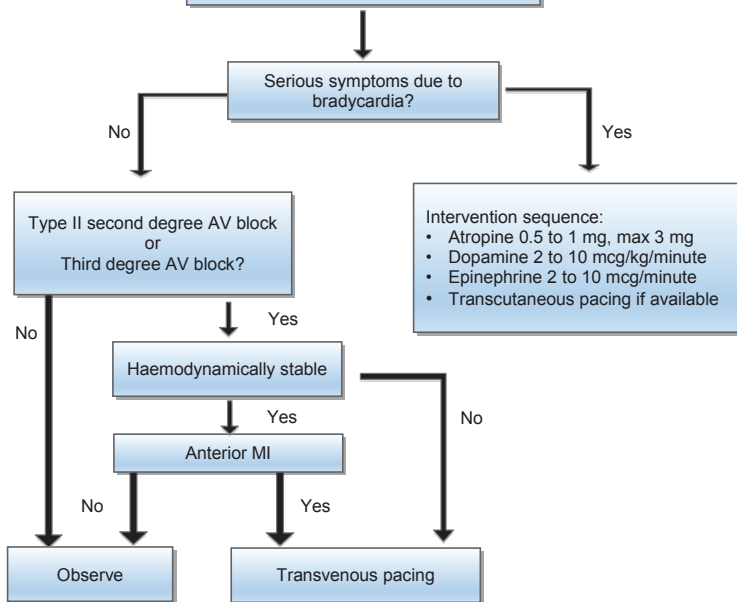 Serious symptoms due to
bradycardia?
No
Yes
Type II second degree AV block
or
Third degree AV block?
Intervention sequence:
• Atropine 0.5 to 1 mg, max 3 mg
• Dopamine 2 to 10 mcg/kg/minute
• Epinephrine 2 to 10 mcg/minute
• Transcutaneous pacing if available
No
Yes
Haemodynamically stable
Yes
No
Anterior MI
No
Yes
Observe
Transvenous pacing